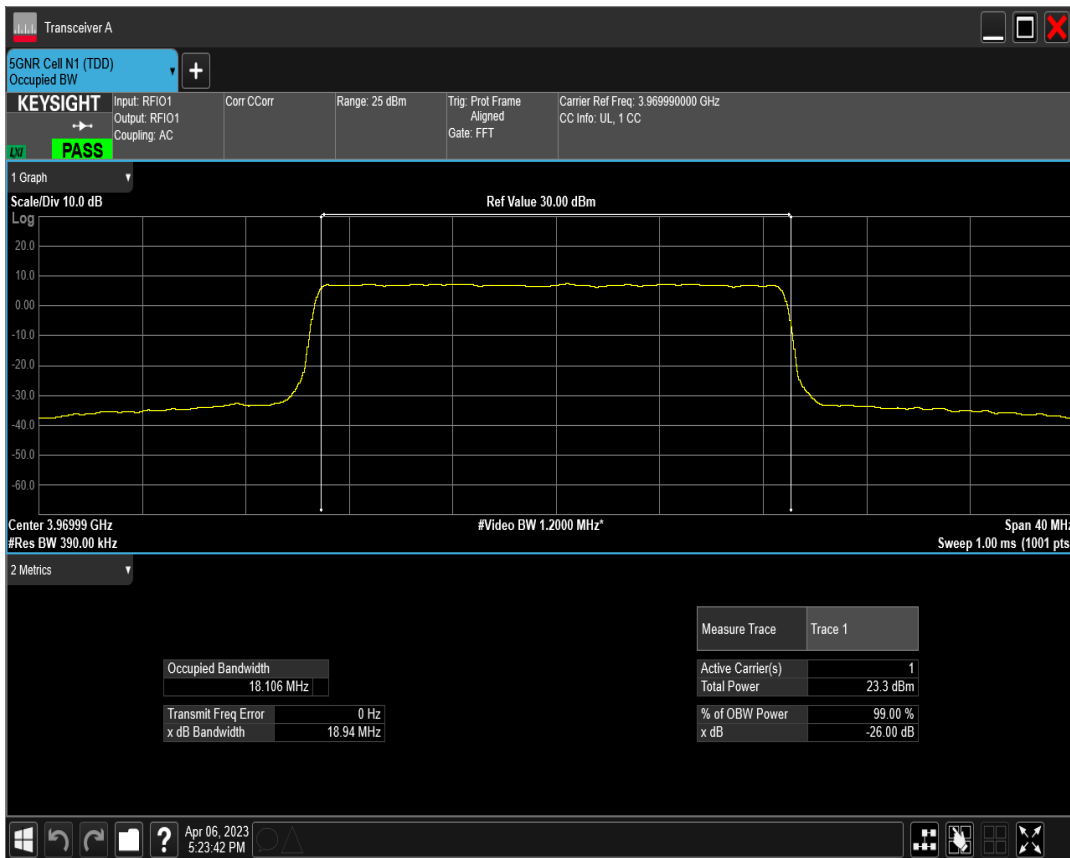 Transceiver A
5GNR Cell N1 (TDD)
Occupied BW
KEYSIGHT
LXI
PASS
Input: RFIO1
Output: RFIO1
Coupling: AC
Corr CCorr
Range: 25 dBm
Trig: Prot Frame
Aligned
Gate: FFT
Carrier Ref Freq: 3.969990000 GHz
CC Info: UL, 1 CC
1 Graph
Scale/Div 10.0 dB
Ref Value 30.00 dBm
Log
20.0
10.0
0.00
-10.0
-20.0
-30.0
-40.0
-50.0
-60.0
Center 3.96999 GHz
#Video BW 1.2000 MHz*
Span 40 MHz
#Res BW 390.00 kHz
Sweep 1.00 ms (1001 pts
2 Metrics
Measure Trace Trace 1
Occupied Bandwidth
18.106 MHz
Active Carrier(s) 1
Total Power 23.3 dBm
Transmit Freq Error 0 Hz
x dB Bandwidth 18.94 MHz
% of OBW Power 99.00 %
x dB -26.00 dB
?
Apr 06, 2023
5:23:42 PM